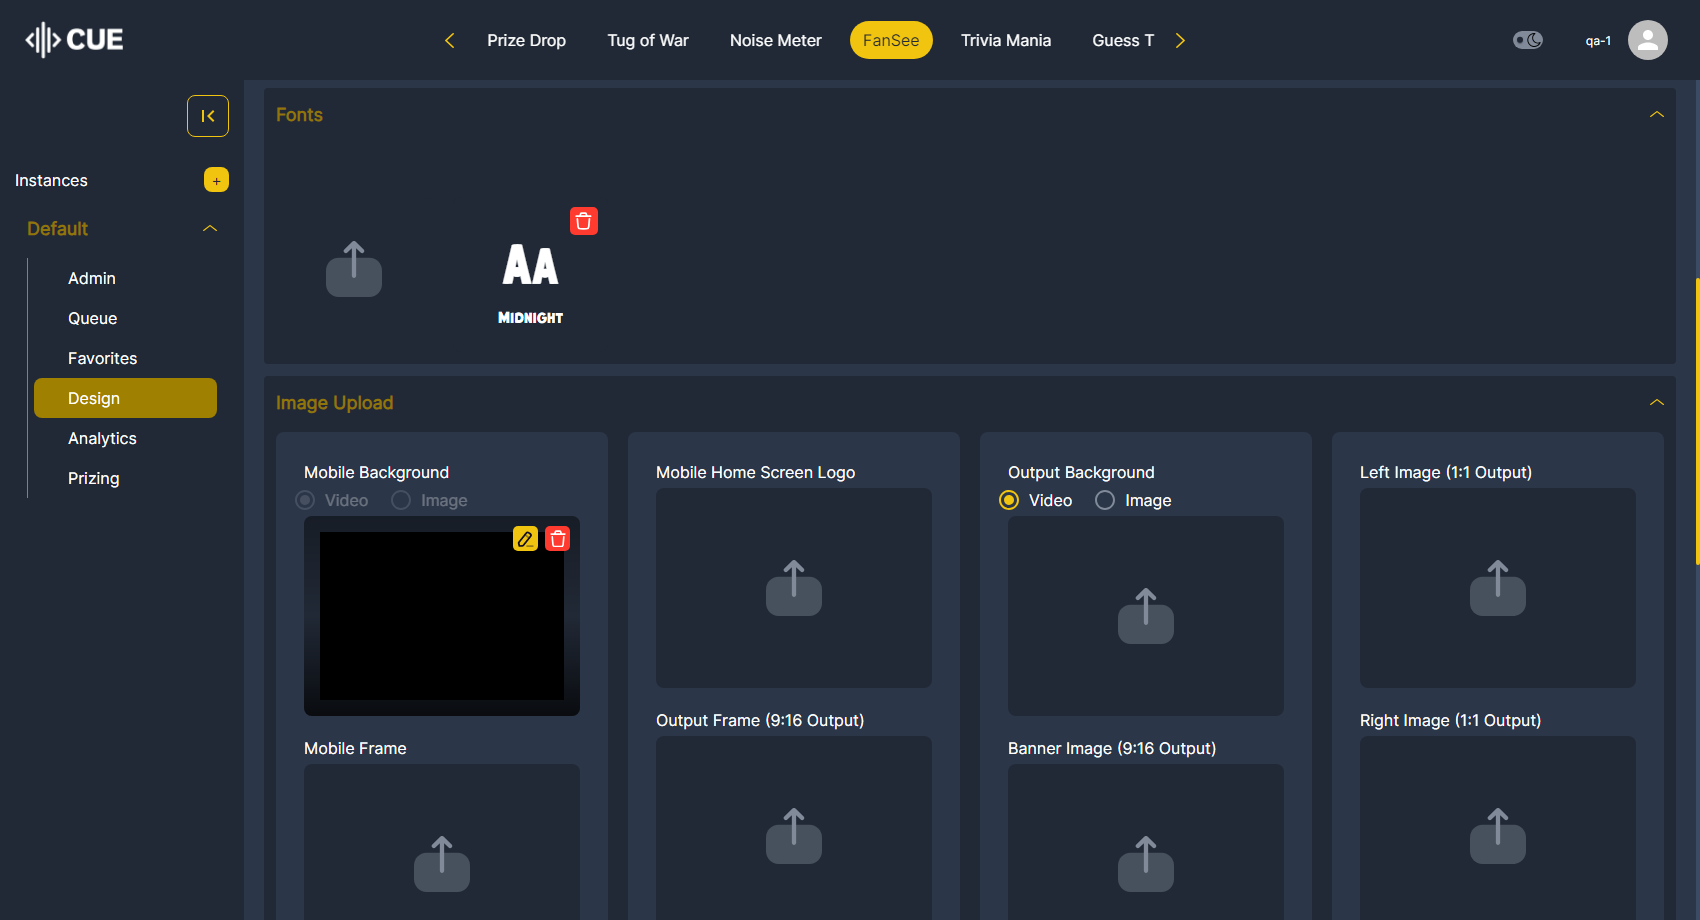 CUE
Prize Drop
Tug of War
Noise Meter
FanSee
Trivia Mania
Guess T
qa-1
Instances
+
Default
Admin
Queue
Favorites
Design
Analytics
Prizing
Fonts
AA
MIDNIGHT
Image Upload
Mobile Background
Video
Image
Mobile Frame
Mobile Home Screen Logo
Output Frame (9:16 Output)
Output Background
Video
Image
Banner Image (9:16 Output)
Left Image (1:1 Output)
Right Image (1:1 Output)